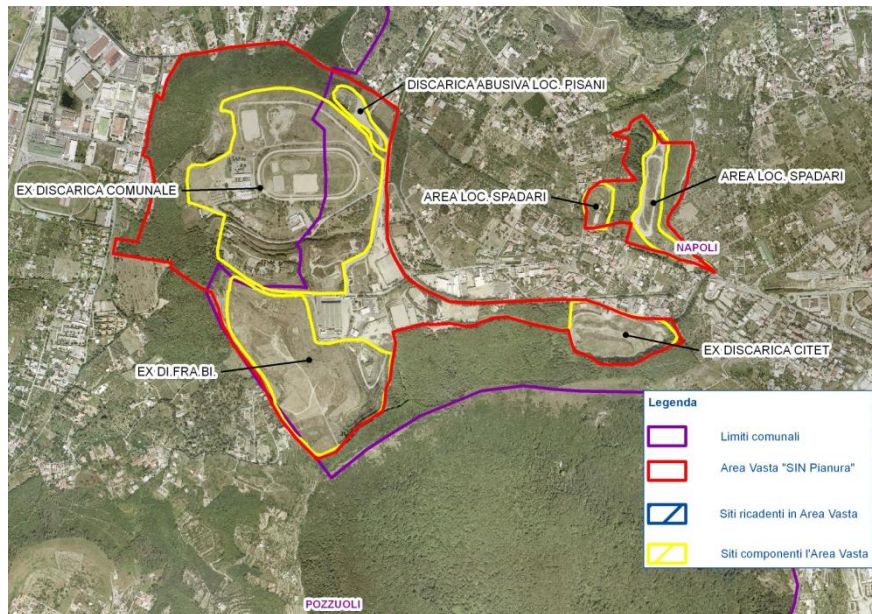 DISCARICA ABUSIVA LOC. PISANI
EX DISCARICA COMUNALE
AREA LOC. SPADARI
AREA LOC. SPADARI
NAPOLI
EX DISCARICA CITET
EX DI.FRA.BI.
Legenda
Limiti comunali
Area Vasta "SIN Pianura"
Siti ricadenti in Area Vasta
Siti componenti l'Area Vasta
POZZUOLI